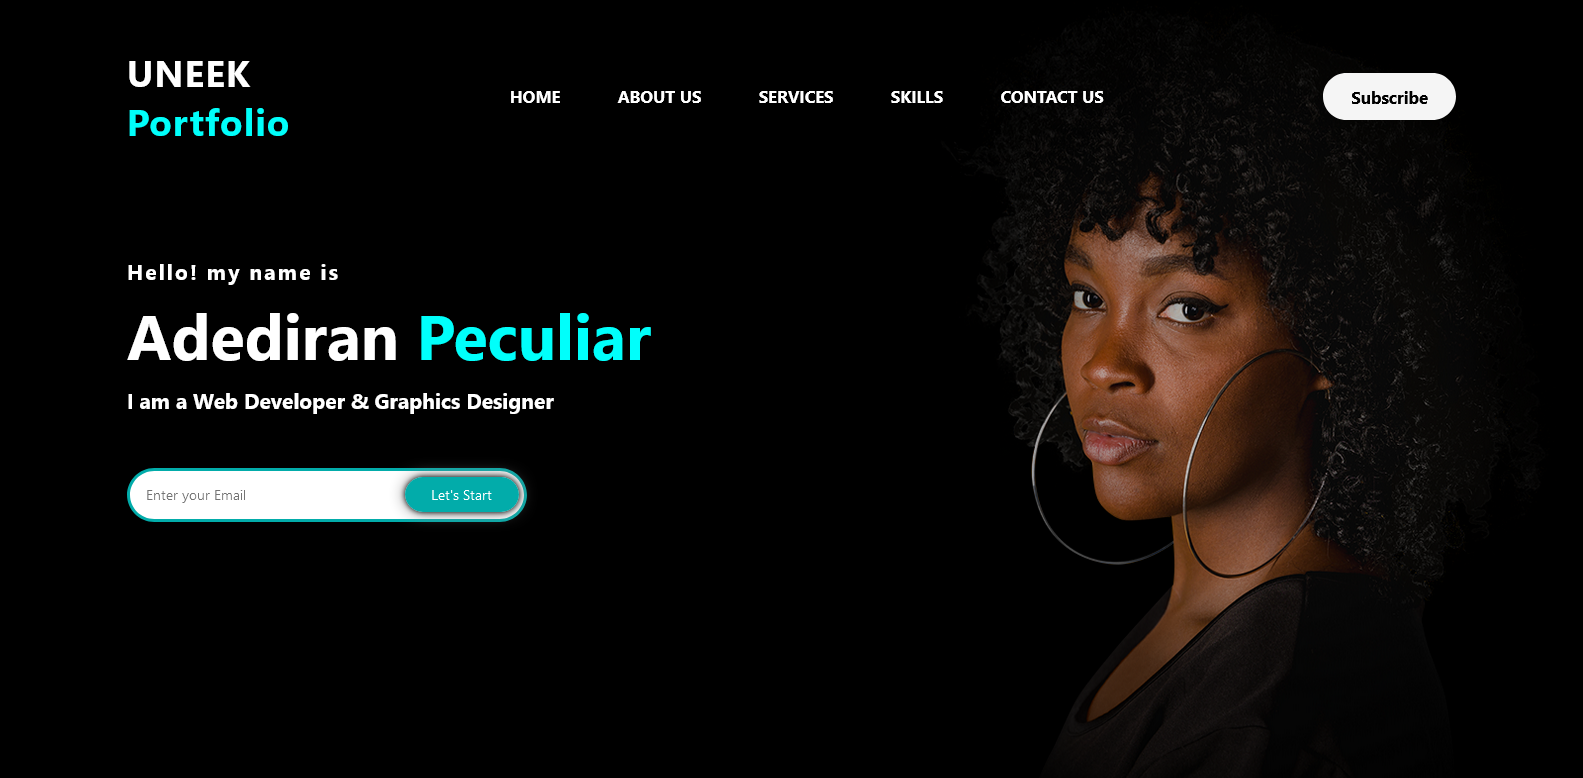 UNEEK
Portfolio
HOME
ABOUT US
SERVICES
SKILLS
CONTACT US
Subscribe
Hello! my name is
Adediran Peculiar
I am a Web Developer & Graphics Designer
Enter your Email
Let's Start